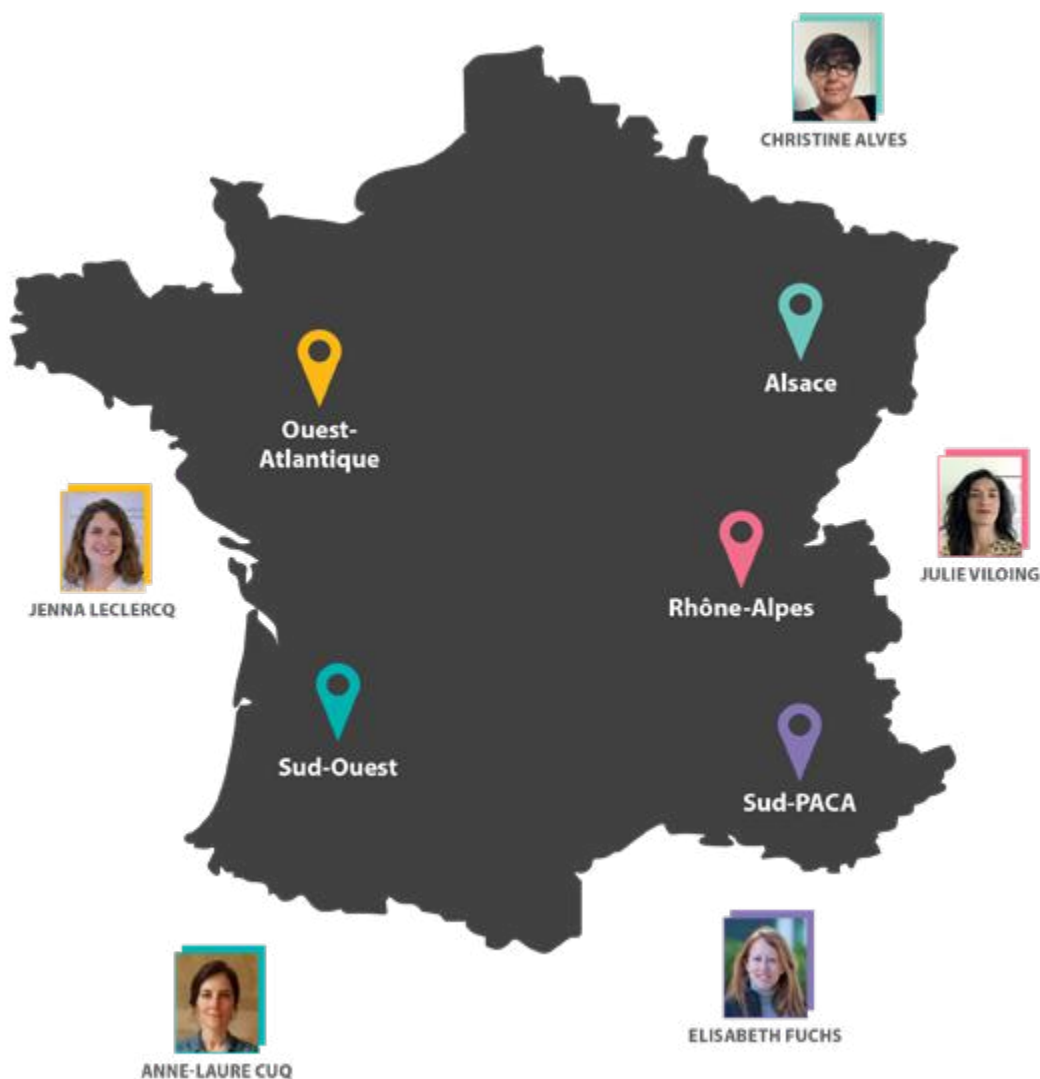 CHRISTINE ALVES
Alsace
Ouest-
Atlantique
JULIE VILOING
JENNA LECLERCQ
Rhône-Alpes
Sud-Ouest
Sud-PACA
ELISABETH FUCHS
ANNE-LAURE CUQ